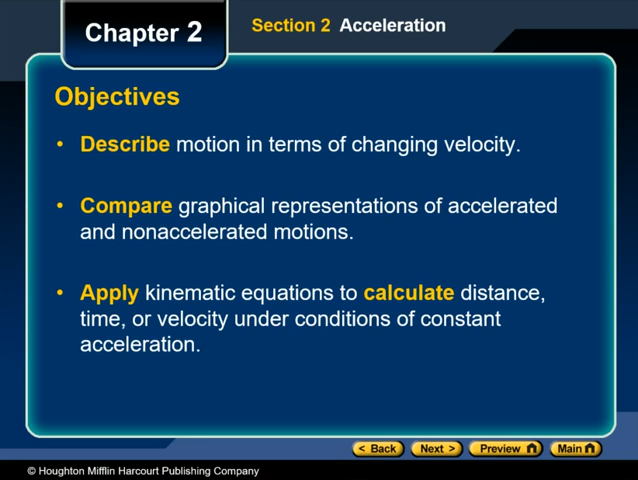 Chapter 2
Section 2 Acceleration
Objectives
• Describe motion in terms of changing velocity.
• Compare graphical representations of accelerated
and nonaccelerated motions.
• Apply kinematic equations to calculate distance,
time, or velocity under conditions of constant
acceleration.
< Back Next > Preview Main
© Houghton Mifflin Harcourt Publishing Company